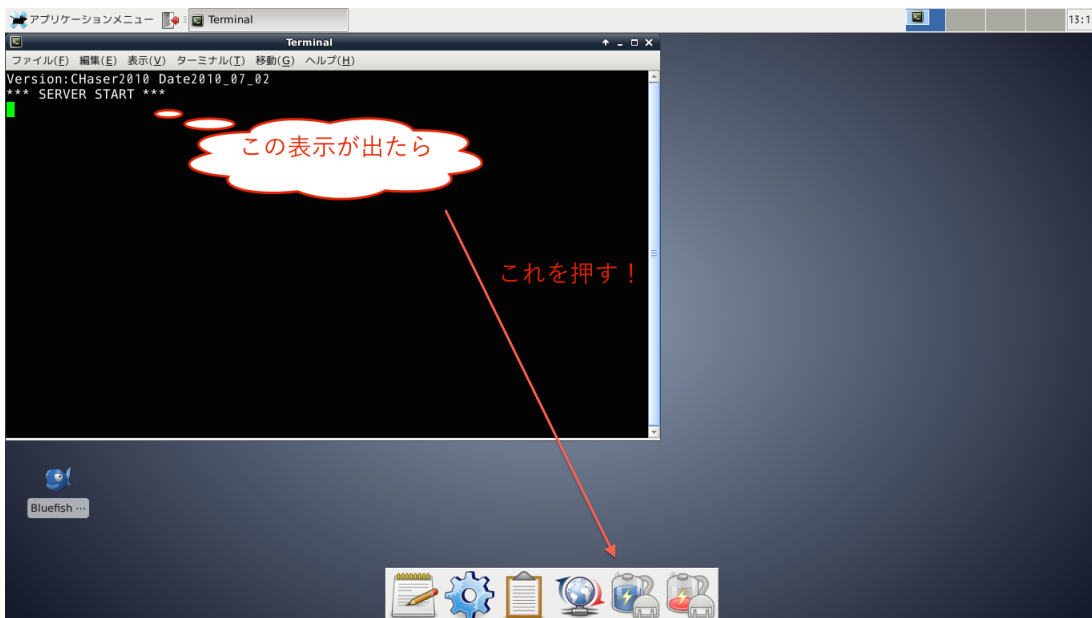 アプリケーションメニュー
Terminal
13:1
Terminal
ファイル(F) 編集(E) 表示(V) ターミナル(T) 移動(G) ヘルプ(H)
Version:CHaser2010 Date2010_07_02
*** SERVER START ***
この表示が出たら
これを押す！
Bluefish …